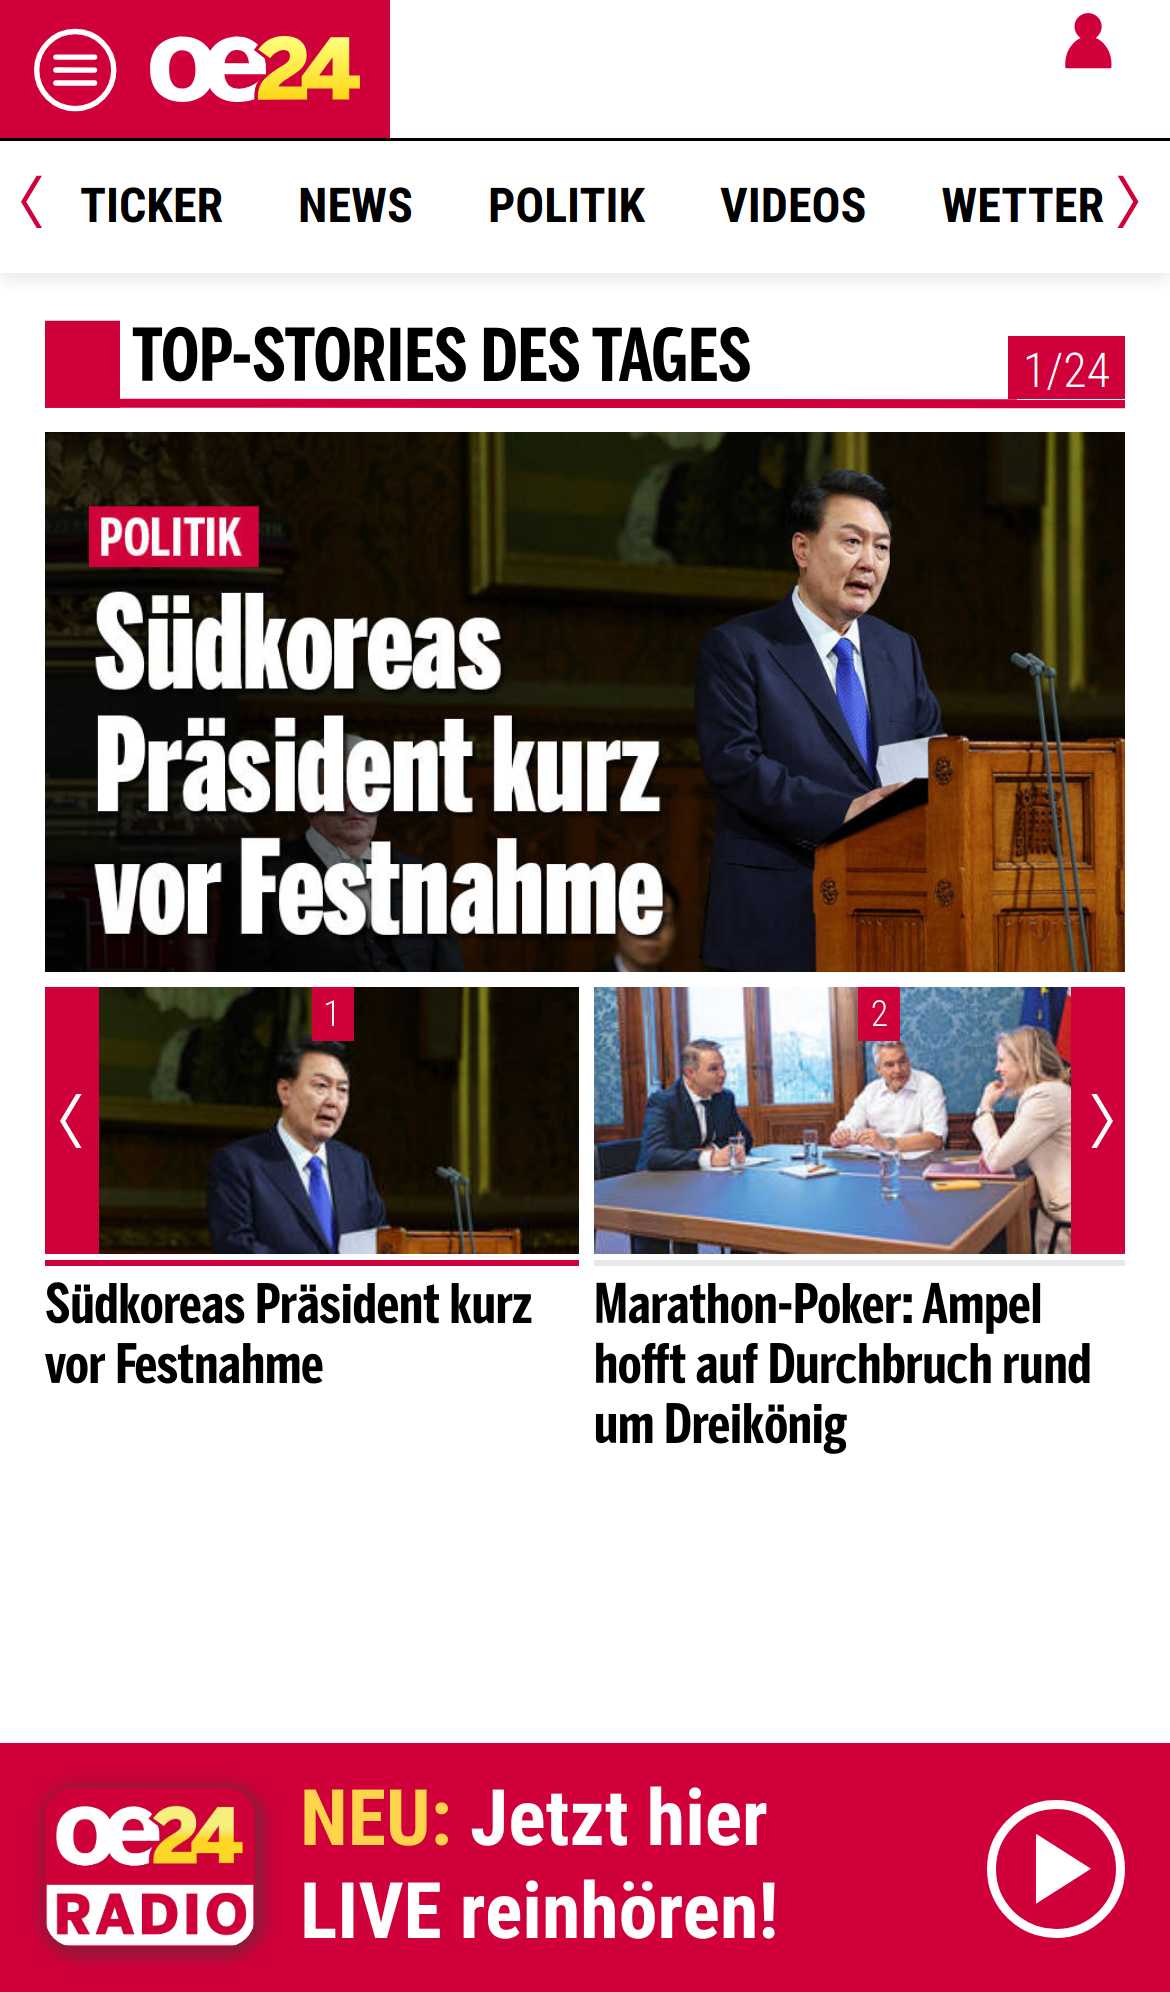 oe24
TICKER NEWS POLITIK VIDEOS WETTER
TOP-STORIES DES TAGES
1/24
POLITIK
Südkoreas
Präsident kurz
vor Festnahme
1
2
Südkoreas Präsident kurz
vor Festnahme
Marathon-Poker: Ampel
hofft auf Durchbruch rund
um Dreikönig
oe24
RADIO
NEU: Jetzt hier
LIVE reinhören!